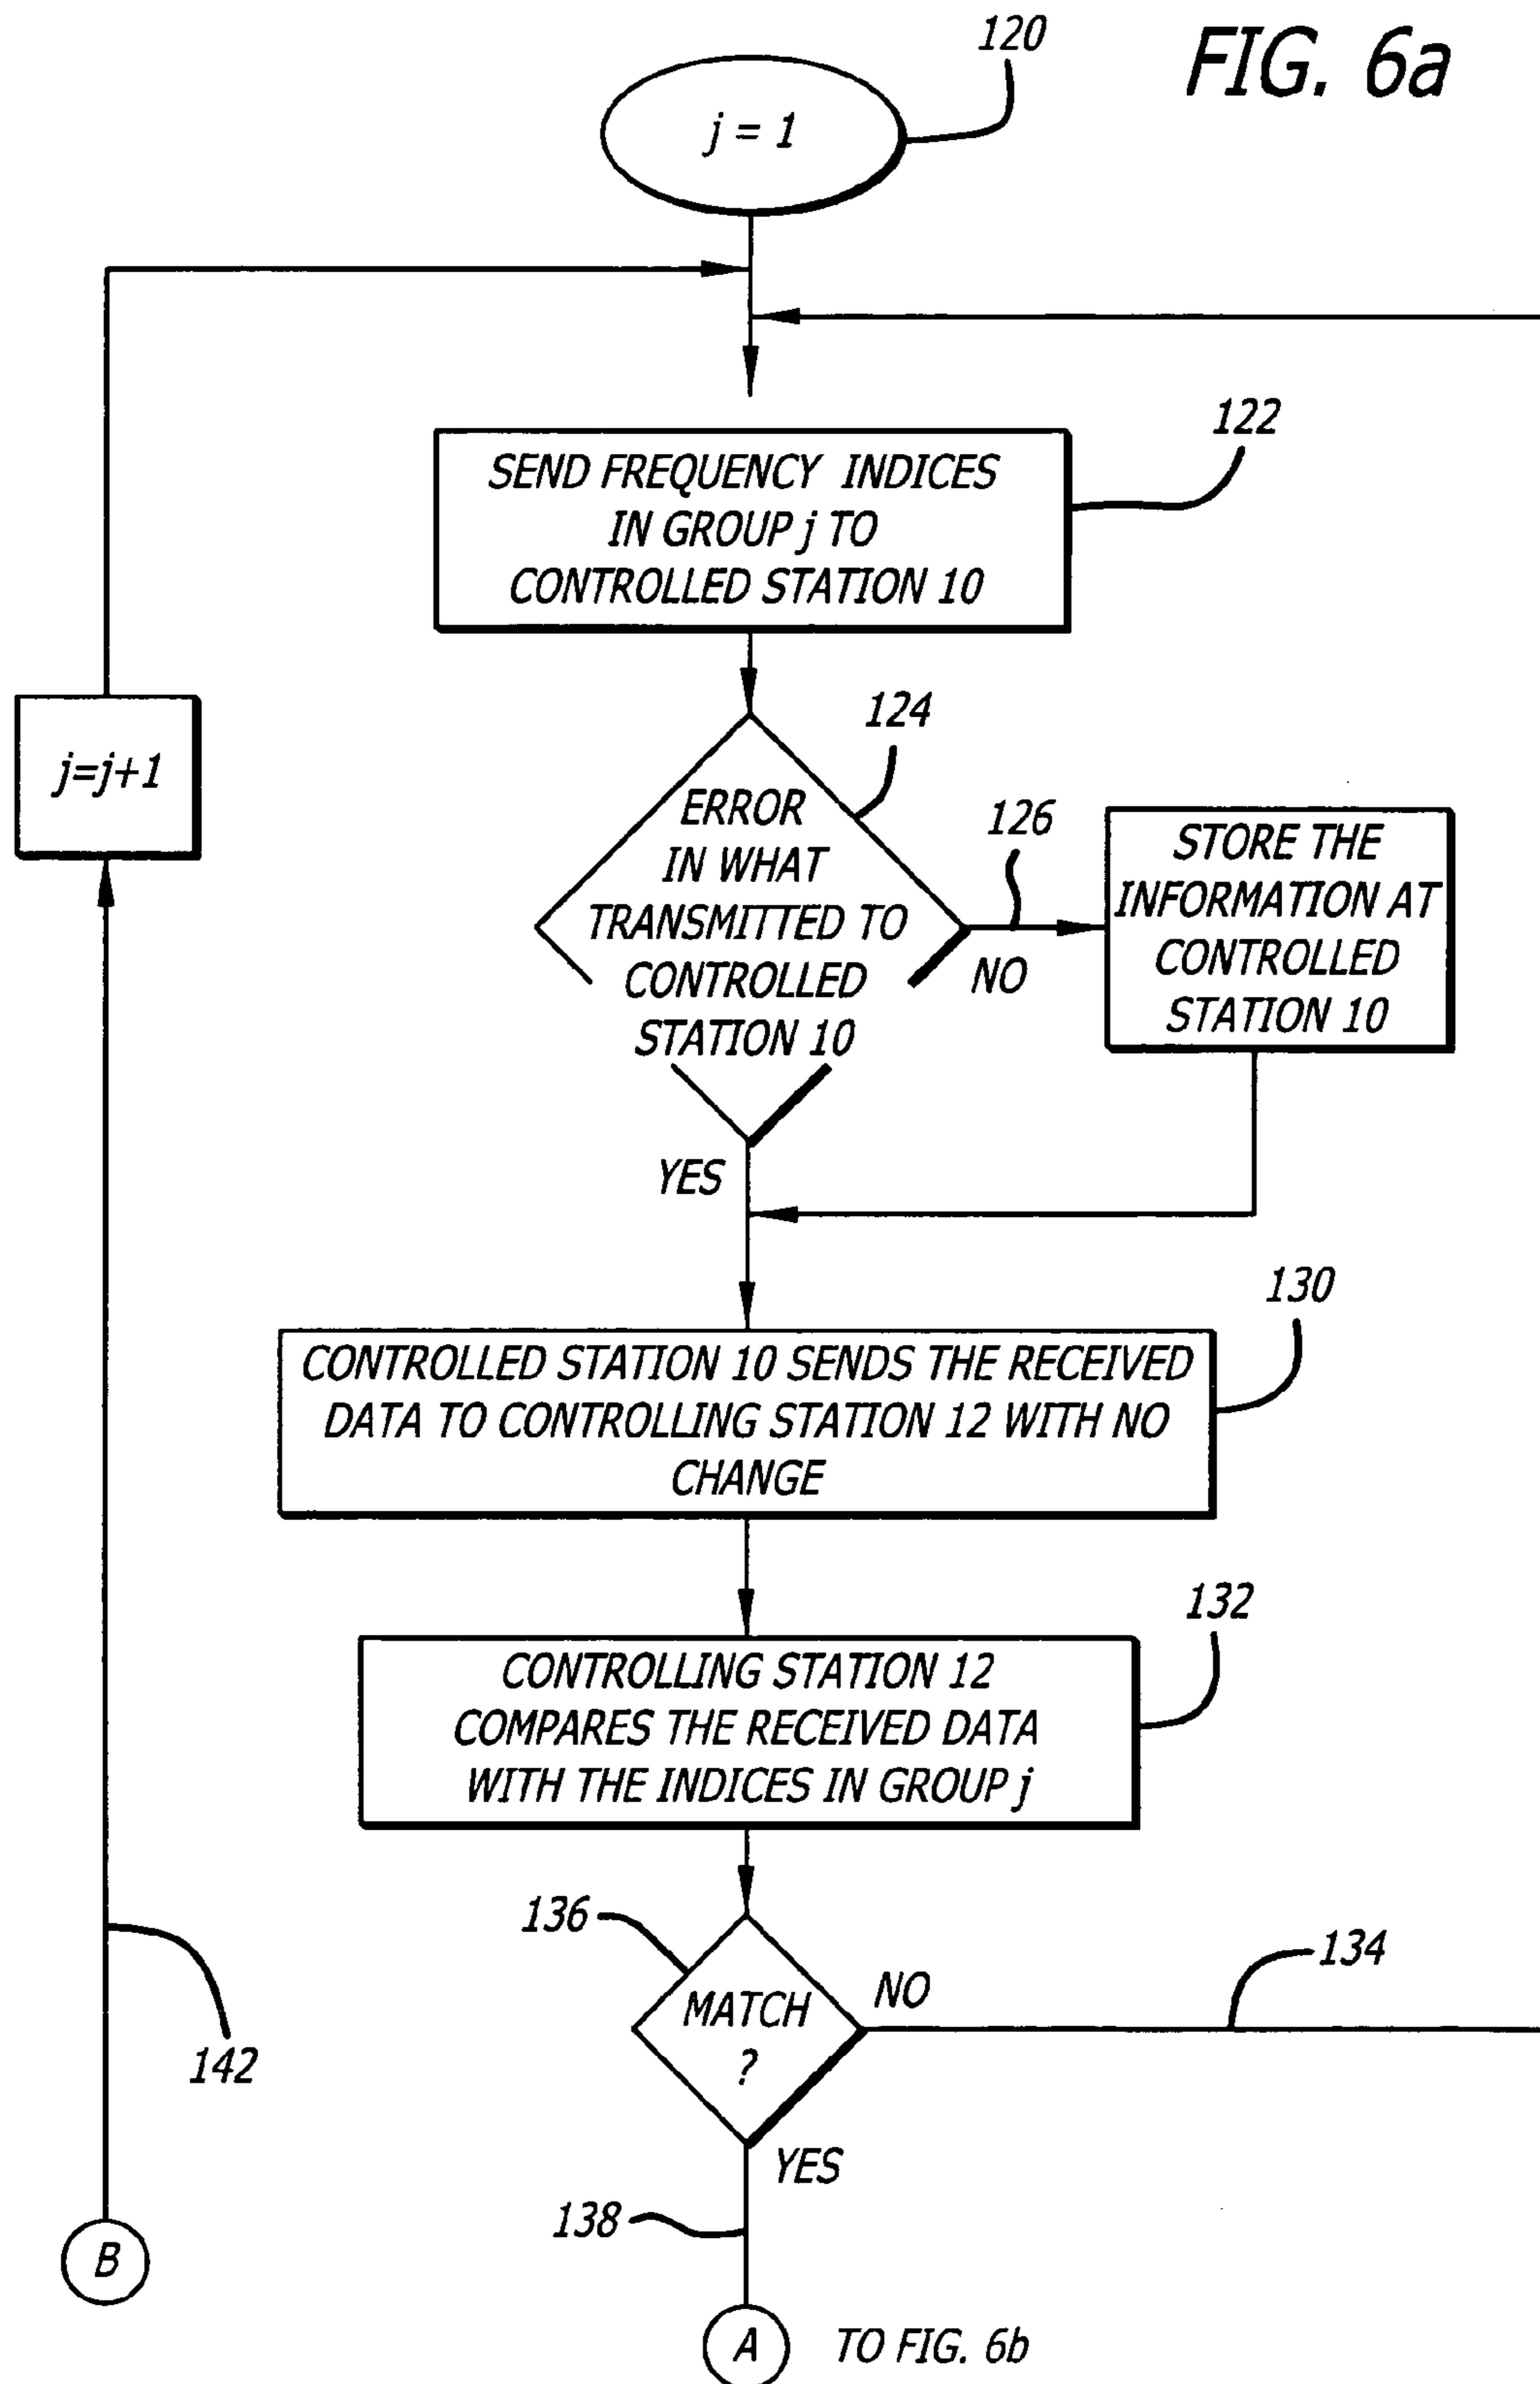 FIG. 6a
120
j = 1
122
SEND FREQUENCY INDICES
IN GROUP j TO
CONTROLLED STATION 10
j=j+1
124
ERROR
IN WHAT
TRANSMITTED TO
CONTROLLED
STATION 10
126
NO
STORE THE
INFORMATION AT
CONTROLLED
STATION 10
YES
130
CONTROLLED STATION 10 SENDS THE RECEIVED
DATA TO CONTROLLING STATION 12 WITH NO
CHANGE
132
CONTROLLING STATION 12
COMPARES THE RECEIVED DATA
WITH THE INDICES IN GROUP j
136
MATCH
?
NO
134
142
YES
138
B
A
TO FIG. 6b